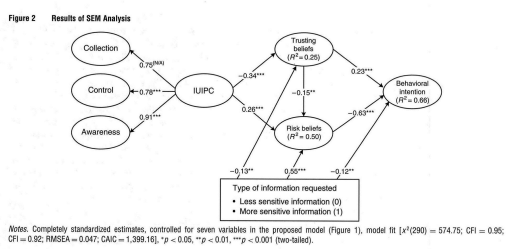 Figure 2 Results of SEM Analysis
Collection
Control
Awareness
0.75(N/A)
0.78***
0.91***
IUIPC
-0.34***
0.26***
Trusting
beliefs
(R² = 0.25)
-0.15**
Risk beliefs
(R² = 0.50)
0.23***
-0.63***
Behavioral
intention
(R² = 0.66)
-0.13**
0.55***
-0.12**
Type of information requested
• Less sensitive information (0)
• More sensitive information (1)
Notes. Completely standardized estimates, controlled for seven variables in the proposed model (Figure 1), model fit [x²(290) = 574.75; CFI = 0.95;
CFI = 0.92; RMSEA = 0.047; CAIC = 1,399.16], *p < 0.05, **p < 0.01, ***p < 0.001 (two-tailed).